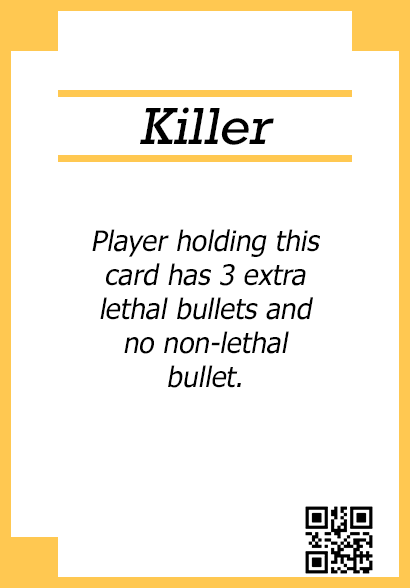 Killer
Player holding this
card has 3 extra
lethal bullets and
no non-lethal
bullet.